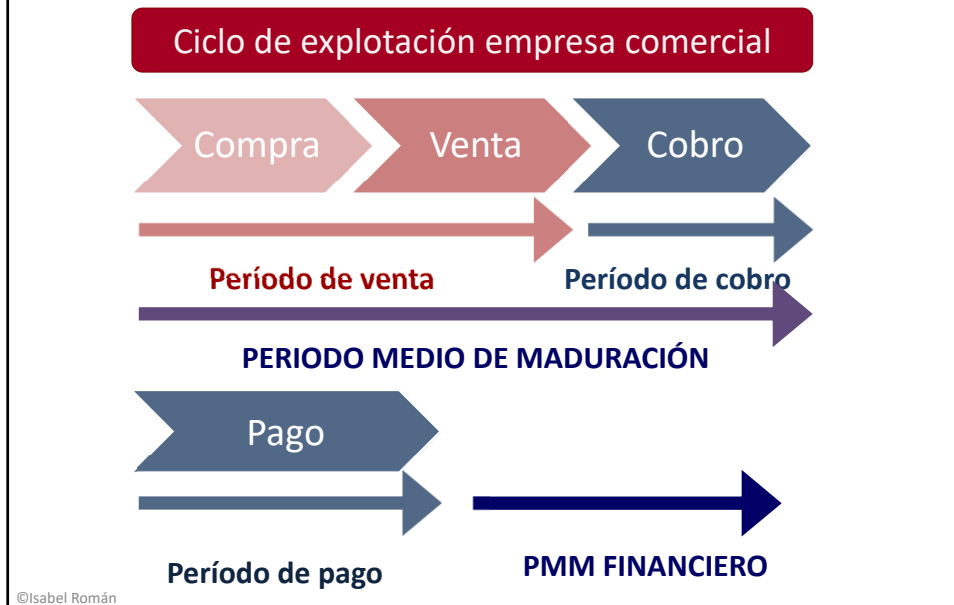 Ciclo de explotación empresa comercial
Compra
Venta
Cobro
Período de venta
Período de cobro
PERIODO MEDIO DE MADURACIÓN
Pago
Período de pago
PMM FINANCIERO
©Isabel Román